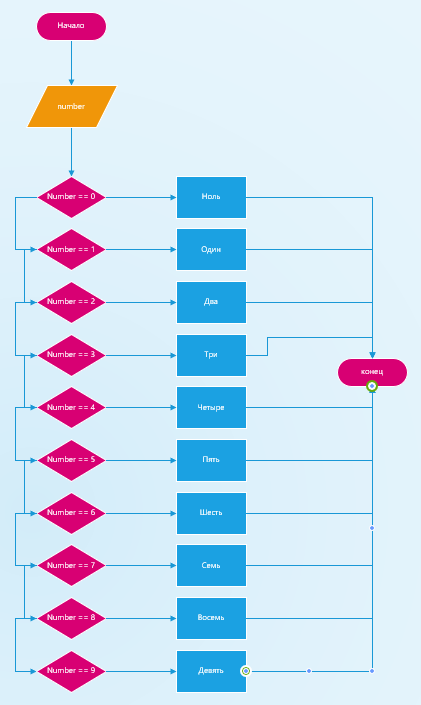 Начало
number
Number == 0
Ноль
Number == 1
Один
Number == 2
Два
Number == 3
Три
конец
Number == 4
Четыре
Number == 5
Пять
Number == 6
Шесть
Number == 7
Семь
Number == 8
Восемь
Number == 9
Девять